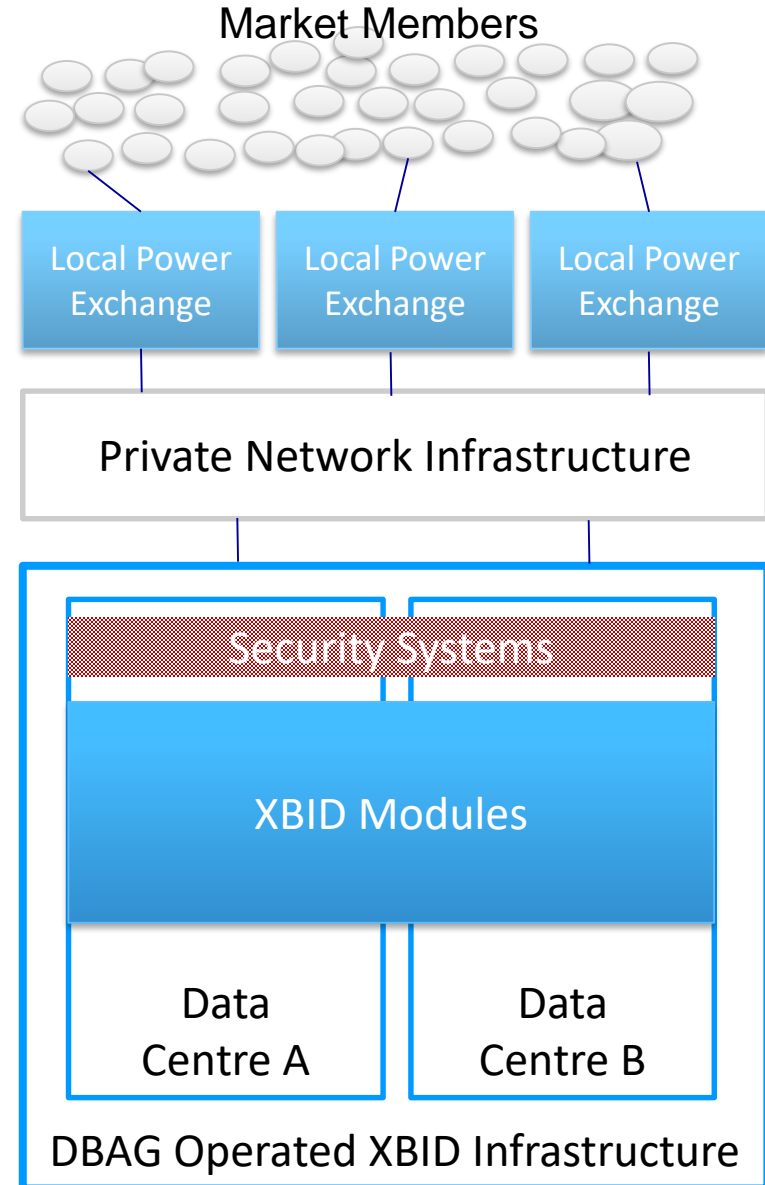 Market Members
Local Power
Exchange
Local Power
Exchange
Local Power
Exchange
Private Network Infrastructure
Security Systems
XBID Modules
Data
Centre A
Data
Centre B
DBAG Operated XBID Infrastructure